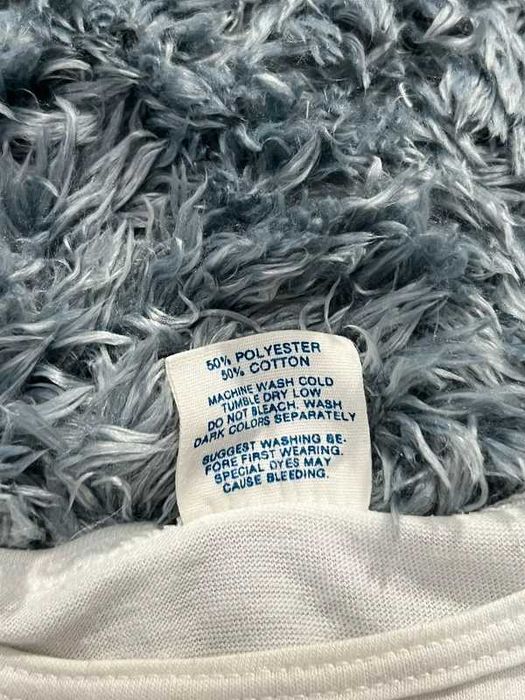 50% POLYESTER
50% COTTON
MACHINE WASH COLD
TUMBLE DRY LOW
DO NOT BLEACH. WASH
DARK COLORS SEPARATELY
SUGGEST WASHING BE-
FORE FIRST WEARING.
SPECIAL DYES MAY
CAUSE BLEEDING.